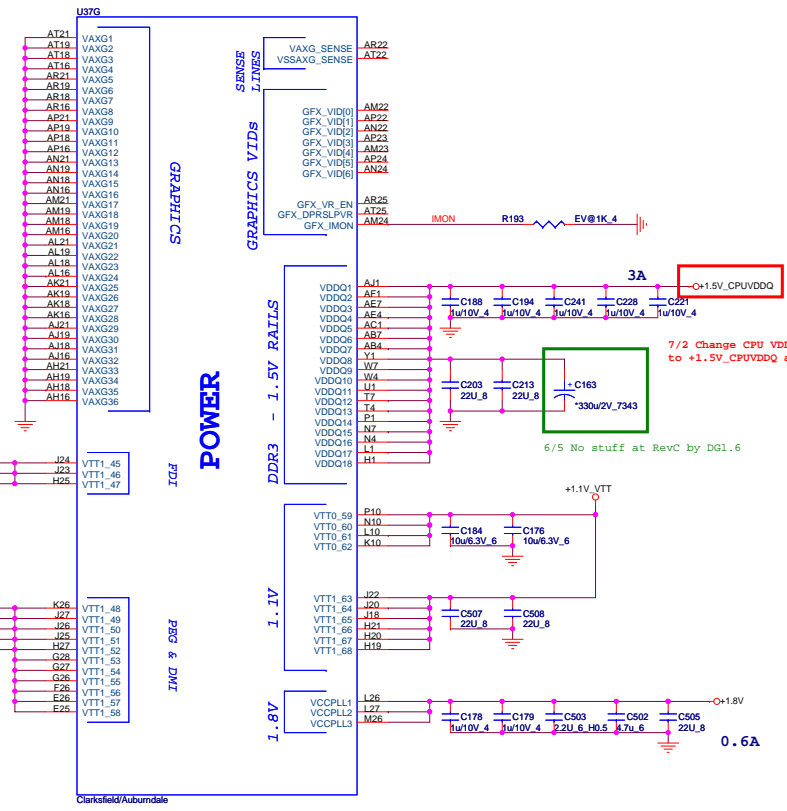 U37G
AT21 VAXG1
AT19 VAXG2
AT18 VAXG3
AT16 VAXG4
AR21 VAXG5
AR19 VAXG6
AR18 VAXG7
AR16 VAXG8
AP21 VAXG9
AP19 VAXG10
AP18 VAXG11
AP16 VAXG12
AN21 VAXG13
AN19 VAXG14
AN18 VAXG15
AN16 VAXG16
AM21 VAXG17
AM19 VAXG18
AM18 VAXG19
AM16 VAXG20
AL21 VAXG21
AL19 VAXG22
AL18 VAXG23
AL16 VAXG24
AK21 VAXG25
AK19 VAXG26
AK18 VAXG27
AK16 VAXG28
AJ21 VAXG29
AJ19 VAXG30
AJ18 VAXG31
AJ16 VAXG32
AH21 VAXG33
AH19 VAXG34
AH18 VAXG35
AH16 VAXG36
GRAPHICS
J24 VTT1_45
J23 VTT1_46
H25 VTT1_47
FDI
K26 VTT1_48
J27 VTT1_49
J26 VTT1_50
J25 VTT1_51
H27 VTT1_52
G28 VTT1_53
G27 VTT1_54
G26 VTT1_55
F26 VTT1_56
E26 VTT1_57
E25 VTT1_58
PEG & DMI
POWER
SENSE
LINES
VAXG_SENSE AR22
VSSAXG_SENSE AT22
GRAPHICS VIDs
GFX_VID[0] AM22
GFX_VID[1] AP22
GFX_VID[2] AN22
GFX_VID[3] AP23
GFX_VID[4] AM23
GFX_VID[5] AP24
GFX_VID[6] AN24
GFX_VR_EN AR25
GFX_DPRSLPVR AT25
GFX_IMON AM24
IMON R193 EV@1K_4
DDR3 - 1.5V RAILS
VDDQ1 AJ1
VDDQ2 AF1
VDDQ3 AE7
VDDQ4 AE4
VDDQ5 AC1
VDDQ6 AB7
VDDQ7 AB4
VDDQ8 Y1
VDDQ9 W7
VDDQ10 W4
VDDQ11 U1
VDDQ12 T7
VDDQ13 T4
VDDQ14 P1
VDDQ15 N7
VDDQ16 N4
VDDQ17 L1
VDDQ18 H1
3A
+1.5V_CPUVDDQ
C188 C194 C241 C228 C221
1u/10V_4 1u/10V_4 1u/10V_4 1u/10V_4 1u/10V_4
7/2 Change CPU
to +1.5V_CPUVDDQ
C203 C213 + C163
22U_8 22U_8
*330u/2V_7343
6/5 No stuff at RevC by DG1.6
+1.1V_VTT
1.1V
VTT0_59 P10
VTT0_60 N10
VTT0_61 L10
VTT0_62 K10
C184 C176
10u/6.3V_6 10u/6.3V_6
VTT1_63 J22
VTT1_64 J20
VTT1_65 J18
VTT1_66 H21
VTT1_67 H20
VTT1_68 H19
C507 C508
22U_8 22U_8
1.8V
VCCPLL1 L26
VCCPLL2 L27
VCCPLL3 M26
+1.8V
C178 C179 C503 C502 C505
1u/10V_4 1u/10V_4 2.2U_6_H0.5 4.7u_6 22U_8
0.6A
Clarksfield/Auburndale